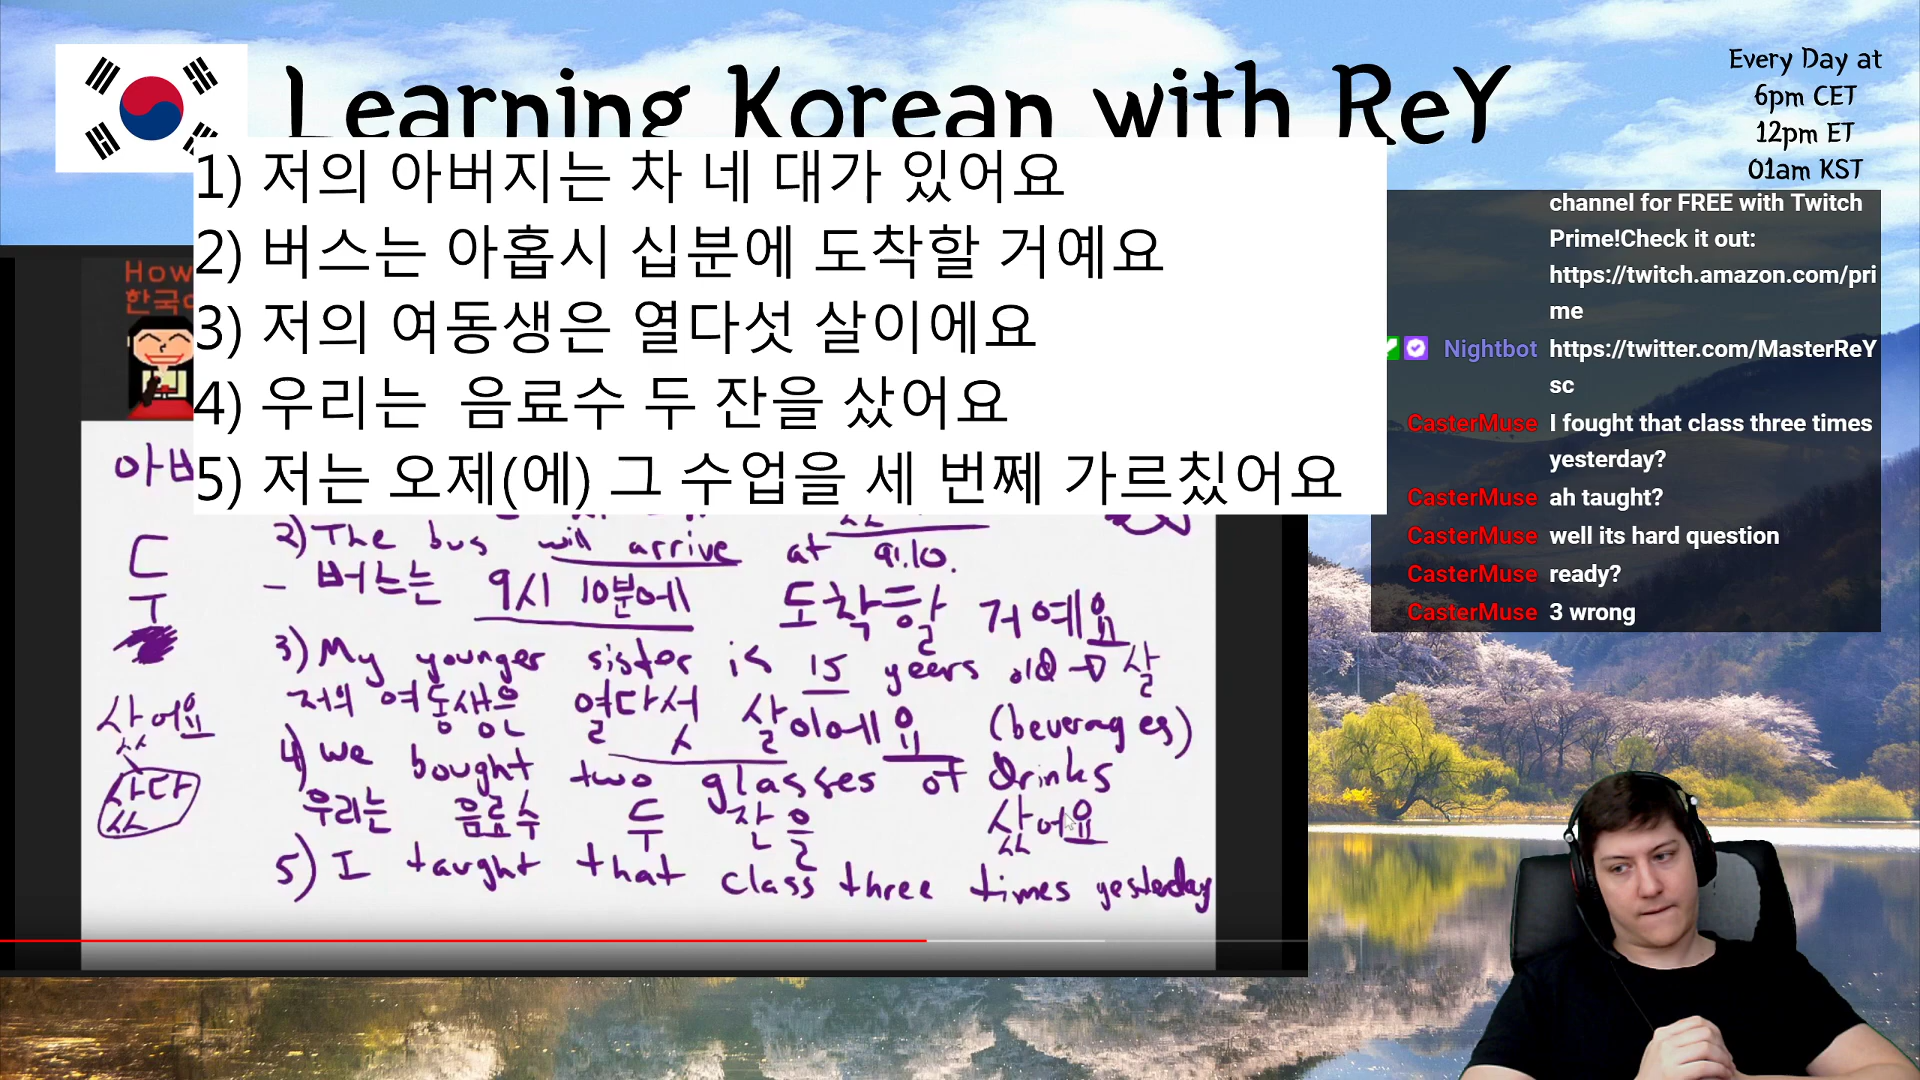 Learning Korean with ReY
Every Day at
6pm CET
12pm ET
01am KST
1) 저의 아버지는 차 네 대가 있어요
2) 버스는 아홉시 십분에 도착할 거예요
3) 저의 여동생은 열다섯 살이에요
4) 우리는 음료수 두 잔을 샀어요
5) 저는 오제(에) 그 수업을 세 번쩨 가르칬어요
channel for FREE with Twitch
Prime!Check it out:
https://twitch.amazon.com/pri
me
Nightbot https://twitter.com/MasterReY
sc
CasterMuse I fought that class three times
yesterday?
CasterMuse ah taught?
CasterMuse well its hard question
CasterMuse ready?
CasterMuse 3 wrong
How
한국
아버
두
샀어요
샀다
2) The bus will arrive at 9:10.
버스는 9시 10분에 도착할 거예요
3) My younger sister is 15 years old → 살
저의 여동생은 열다섯 살이에요 (beverages)
4) We bought two glasses of drinks
우리는 음료수 두 잔을 샀어요
5) I taught that class three times yesterday